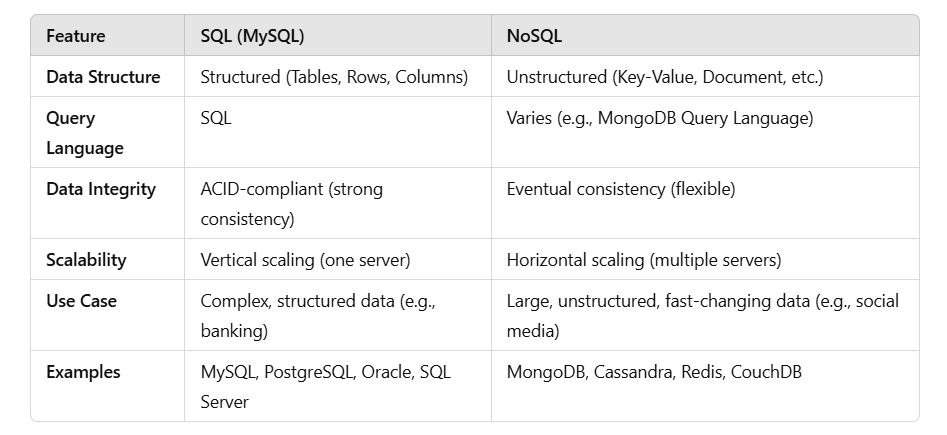 Feature SQL (MySQL) NoSQL
Data Structure Structured (Tables, Rows, Columns) Unstructured (Key-Value, Document, etc.)
Query SQL Varies (e.g., MongoDB Query Language)
Language
Data Integrity ACID-compliant (strong Eventual consistency (flexible)
consistency)
Scalability Vertical scaling (one server) Horizontal scaling (multiple servers)
Use Case Complex, structured data (e.g., Large, unstructured, fast-changing data (e.g., social
banking) media)
Examples MySQL, PostgreSQL, Oracle, SQL MongoDB, Cassandra, Redis, CouchDB
Server